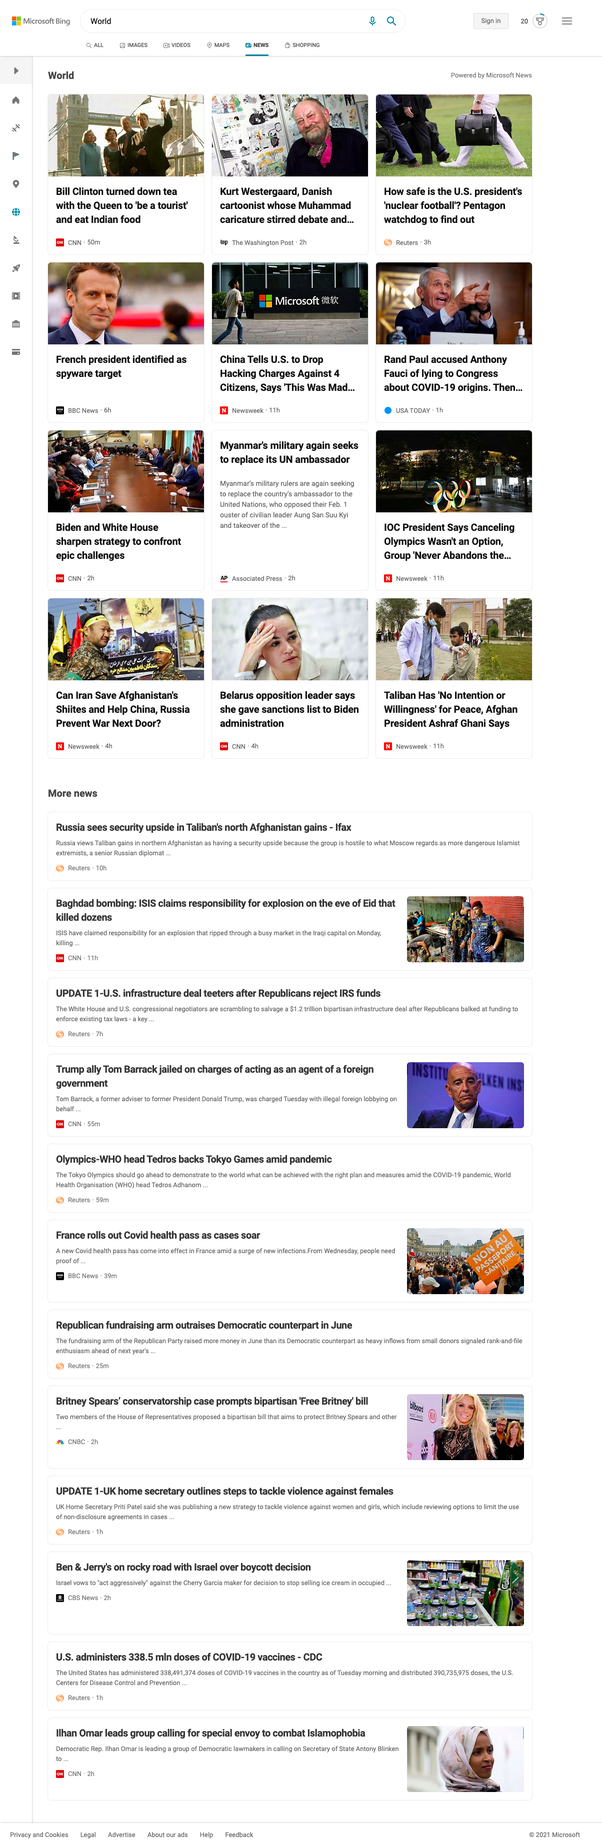 Microsoft Bing
World
Sign in
20
ALL
IMAGES
VIDEOS
MAPS
NEWS
SHOPPING
World
Powered by Microsoft News
Bill Clinton turned down tea
with the Queen to 'be a tourist'
and eat Indian food
CNN · 50m
Kurt Westergaard, Danish
cartoonist whose Muhammad
caricature stirred debate and...
wp The Washington Post · 2h
How safe is the U.S. president's
'nuclear football'? Pentagon
watchdog to find out
Reuters · 3h
French president identified as
spyware target
BBC News · 6h
Microsoft 微软
China Tells U.S. to Drop
Hacking Charges Against 4
Citizens, Says 'This Was Mad...
N Newsweek · 11h
Rand Paul accused Anthony
Fauci of lying to Congress
about COVID-19 origins. Then...
USA TODAY · 1h
Biden and White House
sharpen strategy to confront
epic challenges
CNN · 2h
Myanmar's military again seeks
to replace its UN ambassador
Myanmar's military rulers are again seeking
to replace the country's ambassador to the
United Nations, who opposed their Feb. 1
ouster of civilian leader Aung San Suu Kyi
and takeover of the ...
AP Associated Press · 2h
IOC President Says Canceling
Olympics Wasn't an Option,
Group 'Never Abandons the...
N Newsweek · 11h
Can Iran Save Afghanistan's
Shiites and Help China, Russia
Prevent War Next Door?
N Newsweek · 4h
Belarus opposition leader says
she gave sanctions list to Biden
administration
CNN · 4h
Taliban Has 'No Intention or
Willingness' for Peace, Afghan
President Ashraf Ghani Says
N Newsweek · 11h
More news
Russia sees security upside in Taliban's north Afghanistan gains - Ifax
Russia views Taliban gains in northern Afghanistan as having a security upside because the group is hostile to what Moscow regards as more dangerous Islamist
extremists, a senior Russian diplomat ...
Reuters · 10h
Baghdad bombing: ISIS claims responsibility for explosion on the eve of Eid that
killed dozens
ISIS have claimed responsibility for an explosion that ripped through a busy market in the Iraqi capital on Monday,
killing ...
CNN · 11h
UPDATE 1-U.S. infrastructure deal teeters after Republicans reject IRS funds
The White House and U.S. congressional negotiators are scrambling to salvage a $1.2 trillion bipartisan infrastructure deal after Republicans balked at funding to
enforce existing tax laws - a key ...
Reuters · 7h
Trump ally Tom Barrack jailed on charges of acting as an agent of a foreign
government
Tom Barrack, a former adviser to former President Donald Trump, was charged Tuesday with illegal foreign lobbying on
behalf ...
CNN · 55m
Olympics-WHO head Tedros backs Tokyo Games amid pandemic
The Tokyo Olympics should go ahead to demonstrate to the world what can be achieved with the right plan and measures amid the COVID-19 pandemic, World
Health Organisation (WHO) head Tedros Adhanom ...
Reuters · 59m
France rolls out Covid health pass as cases soar
A new Covid health pass has come into effect in France amid a surge of new infections.From Wednesday, people need
proof of ...
BBC News · 39m
NON AU
PASSEPORT
SANITAIRE
Republican fundraising arm outraises Democratic counterpart in June
The fundraising arm of the Republican Party raised more money in June than its Democratic counterpart as heavy inflows from small donors signaled rank-and-file
enthusiasm ahead of next year's ...
Reuters · 25m
Britney Spears' conservatorship case prompts bipartisan 'Free Britney' bill
Two members of the House of Representatives proposed a bipartisan bill that aims to protect Britney Spears and other
...
CNBC · 2h
UPDATE 1-UK home secretary outlines steps to tackle violence against females
UK Home Secretary Priti Patel said she was publishing a new strategy to tackle violence against women and girls, which include reviewing options to limit the use
of non-disclosure agreements in cases ...
Reuters · 1h
Ben & Jerry's on rocky road with Israel over boycott decision
Israel vows to "act aggressively" against the Cherry Garcia maker for decision to stop selling ice cream in occupied ...
CBS News · 2h
U.S. administers 338.5 mln doses of COVID-19 vaccines - CDC
The United States has administered 338,491,374 doses of COVID-19 vaccines in the country as of Tuesday morning and distributed 390,735,975 doses, the U.S.
Centers for Disease Control and Prevention ...
Reuters · 1h
Ilhan Omar leads group calling for special envoy to combat Islamophobia
Democratic Rep. Ilhan Omar is leading a group of Democratic lawmakers in calling on Secretary of State Antony Blinken
to ...
CNN · 2h
Privacy and Cookies
Legal
Advertise
About our ads
Help
Feedback
© 2021 Microsoft